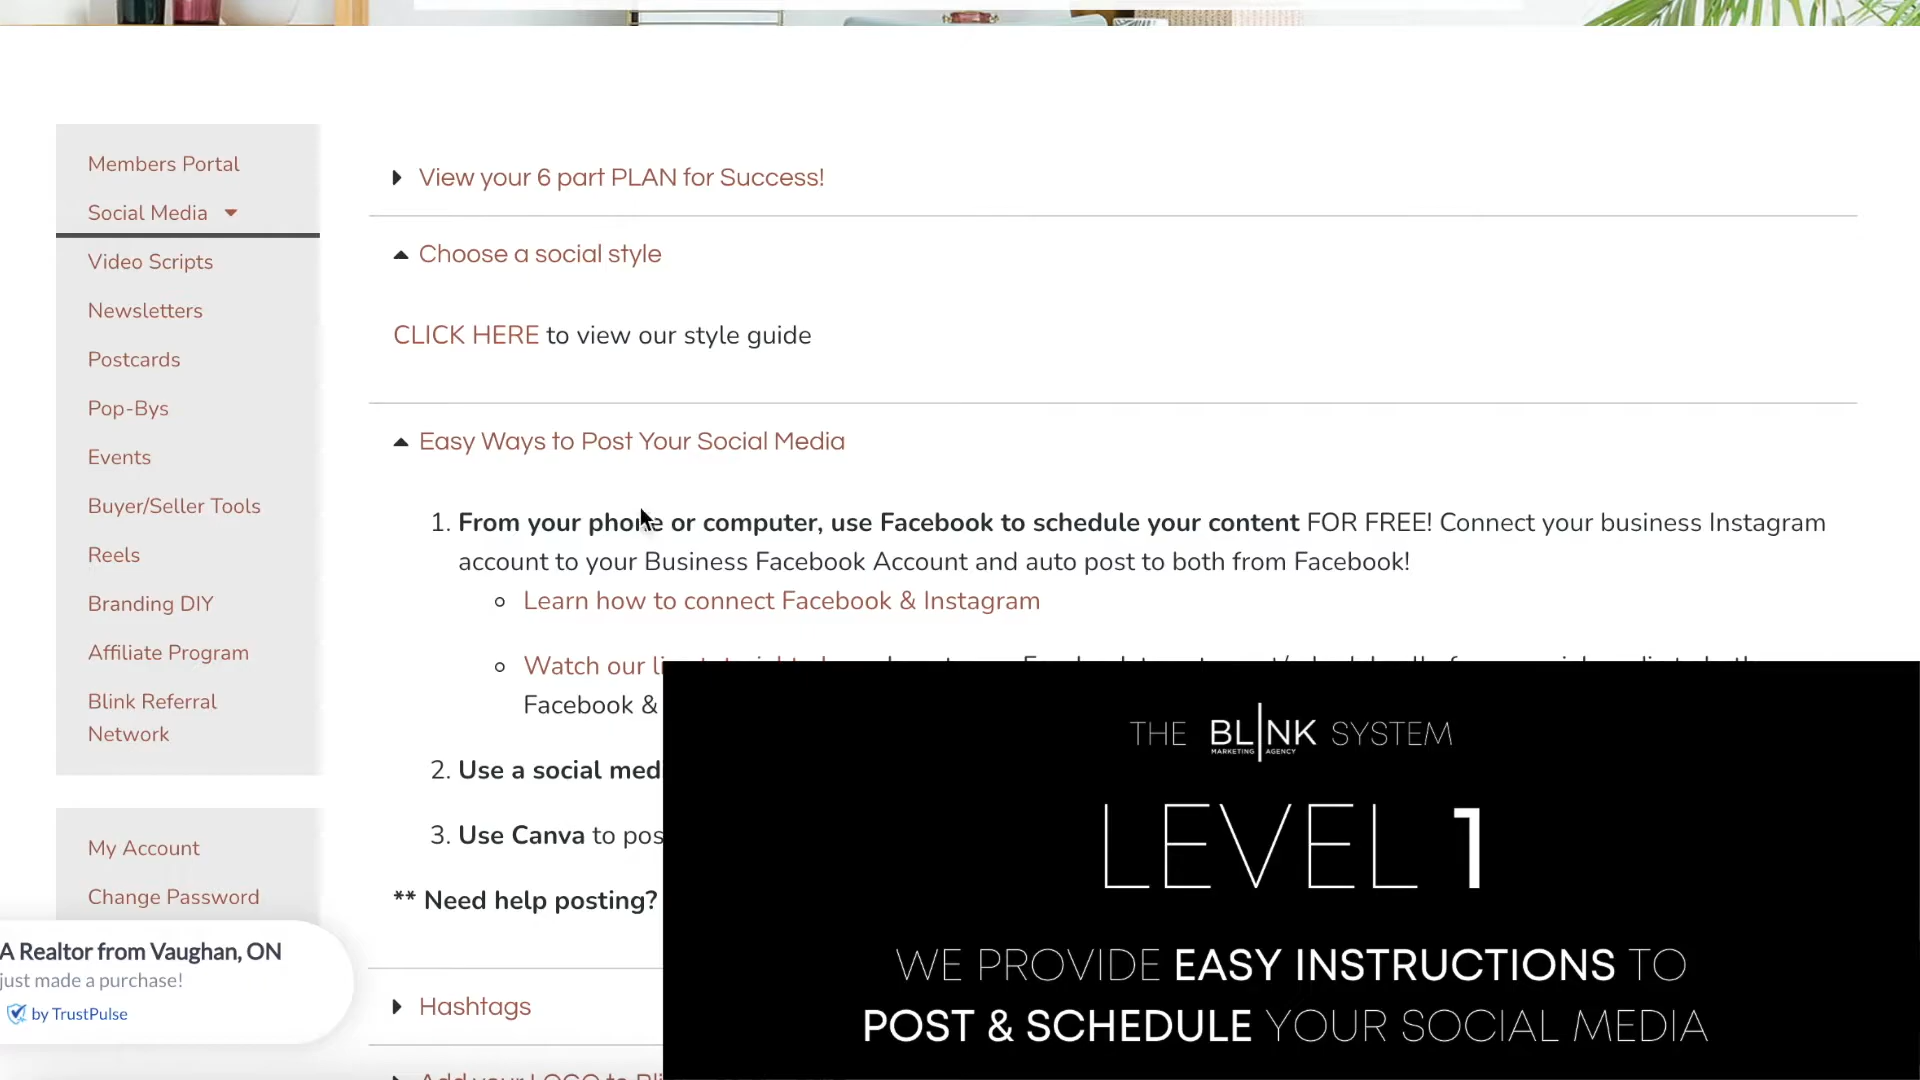 Members Portal
Social Media
Video Scripts
Newsletters
Postcards
Pop-Bys
Events
Buyer/Seller Tools
Reels
Branding DIY
Affiliate Program
Blink Referral
Network
My Account
Change Password
A Realtor from Vaughan, ON
just made a purchase!
by TrustPulse
View your 6 part PLAN for Success!
Choose a social style
CLICK HERE to view our style guide
Easy Ways to Post Your Social Media
1. From your phone or computer, use Facebook to schedule your content FOR FREE! Connect your business Instagram
account to your Business Facebook Account and auto post to both from Facebook!
Learn how to connect Facebook & Instagram
Watch our
Facebook &
2. Use a social
3. Use Canva to
** Need help posting?
Hashtags
Add your LOGO to
THE BLINK SYSTEM
MARKETING AGENCY
LEVEL 1
WE PROVIDE EASY INSTRUCTIONS TO
POST & SCHEDULE YOUR SOCIAL MEDIA